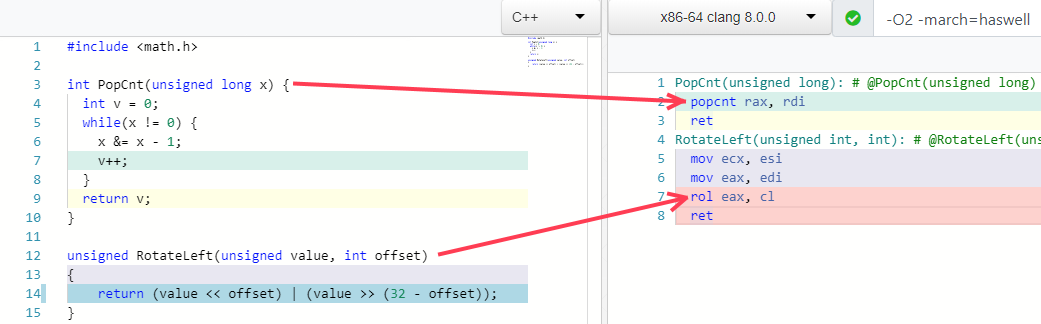 C++
x86-64 clang 8.0.0
-O2 -march=haswell
1 #include <math.h>
2
3 int PopCnt(unsigned long x) {
4 int v = 0;
5 while(x != 0) {
6 x &= x - 1;
7 v++;
8 }
9 return v;
10 }
11
12 unsigned RotateLeft(unsigned value, int offset)
13 {
14 return (value << offset) | (value >> (32 - offset));
15 }
1 PopCnt(unsigned long): # @PopCnt(unsigned long)
2 popcnt rax, rdi
3 ret
4 RotateLeft(unsigned int, int): # @RotateLeft(uns
5 mov ecx, esi
6 mov eax, edi
7 rol eax, cl
8 ret